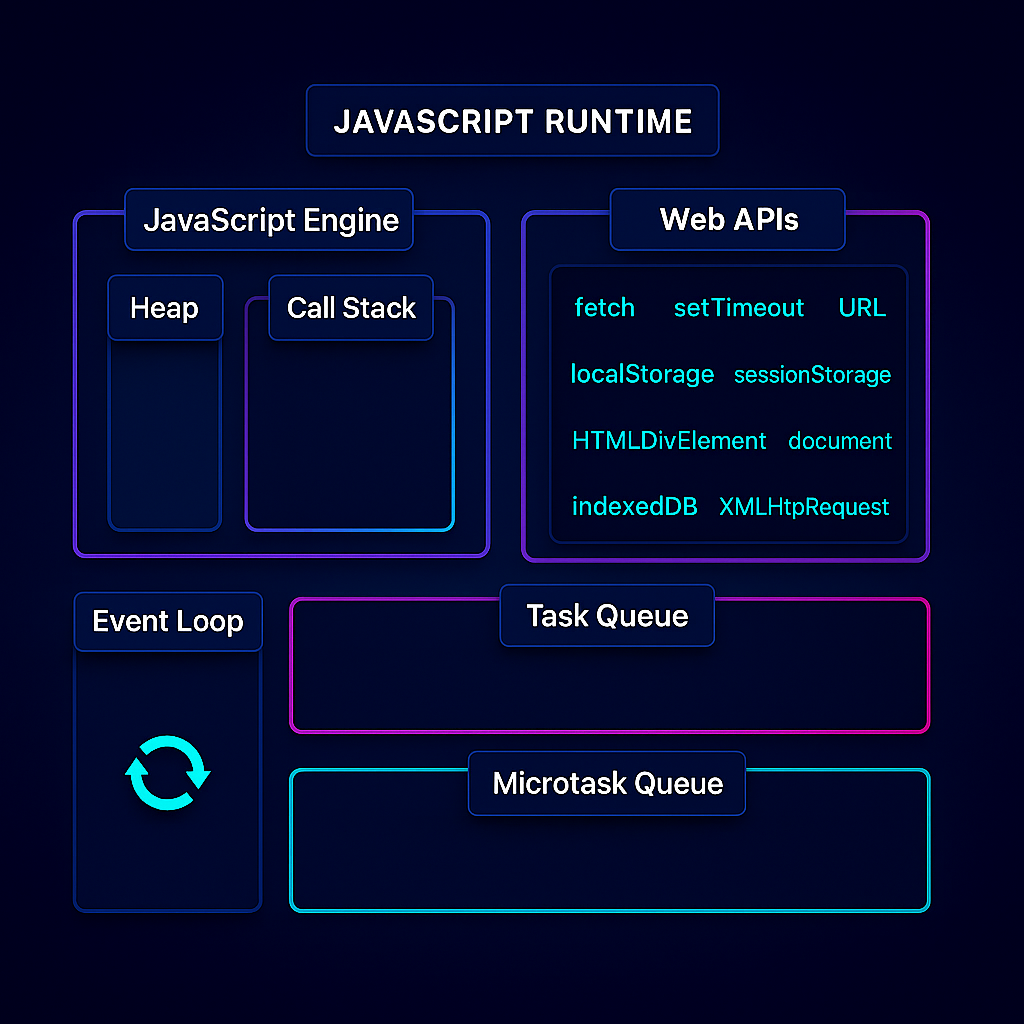 JAVASCRIPT RUNTIME
JavaScript Engine
Heap
Call Stack
Web APIs
fetch setTimeout URL
localStorage sessionStorage
HTMLDivElement document
indexedDB XMLHtpRequest
Event Loop
Task Queue
Microtask Queue